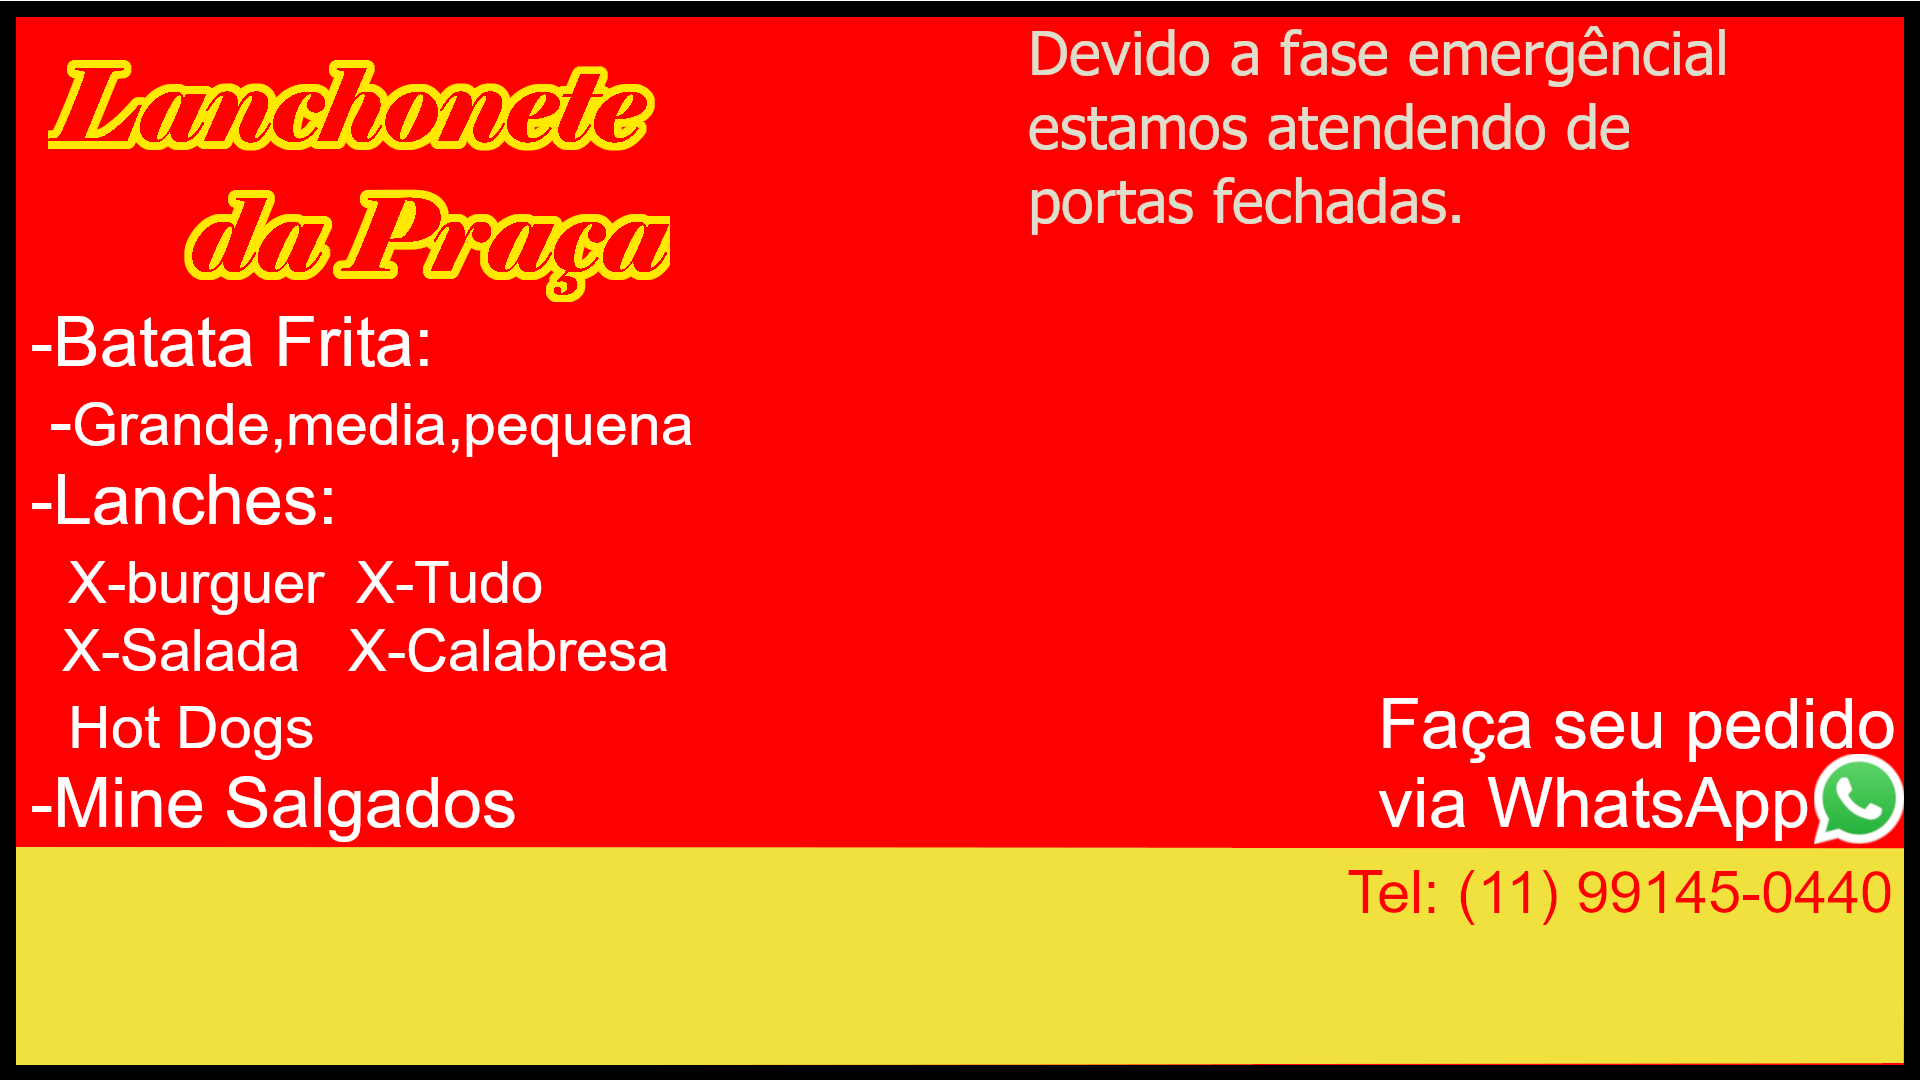 Lanchonete
da Praça
-Batata Frita:
-Grande,media,pequena
-Lanches:
X-burguer X-Tudo
X-Salada X-Calabresa
Hot Dogs
-Mine Salgados
Devido a fase emergêncial
estamos atendendo de
portas fechadas.
Faça seu pedido
via WhatsApp
Tel: (11) 99145-0440